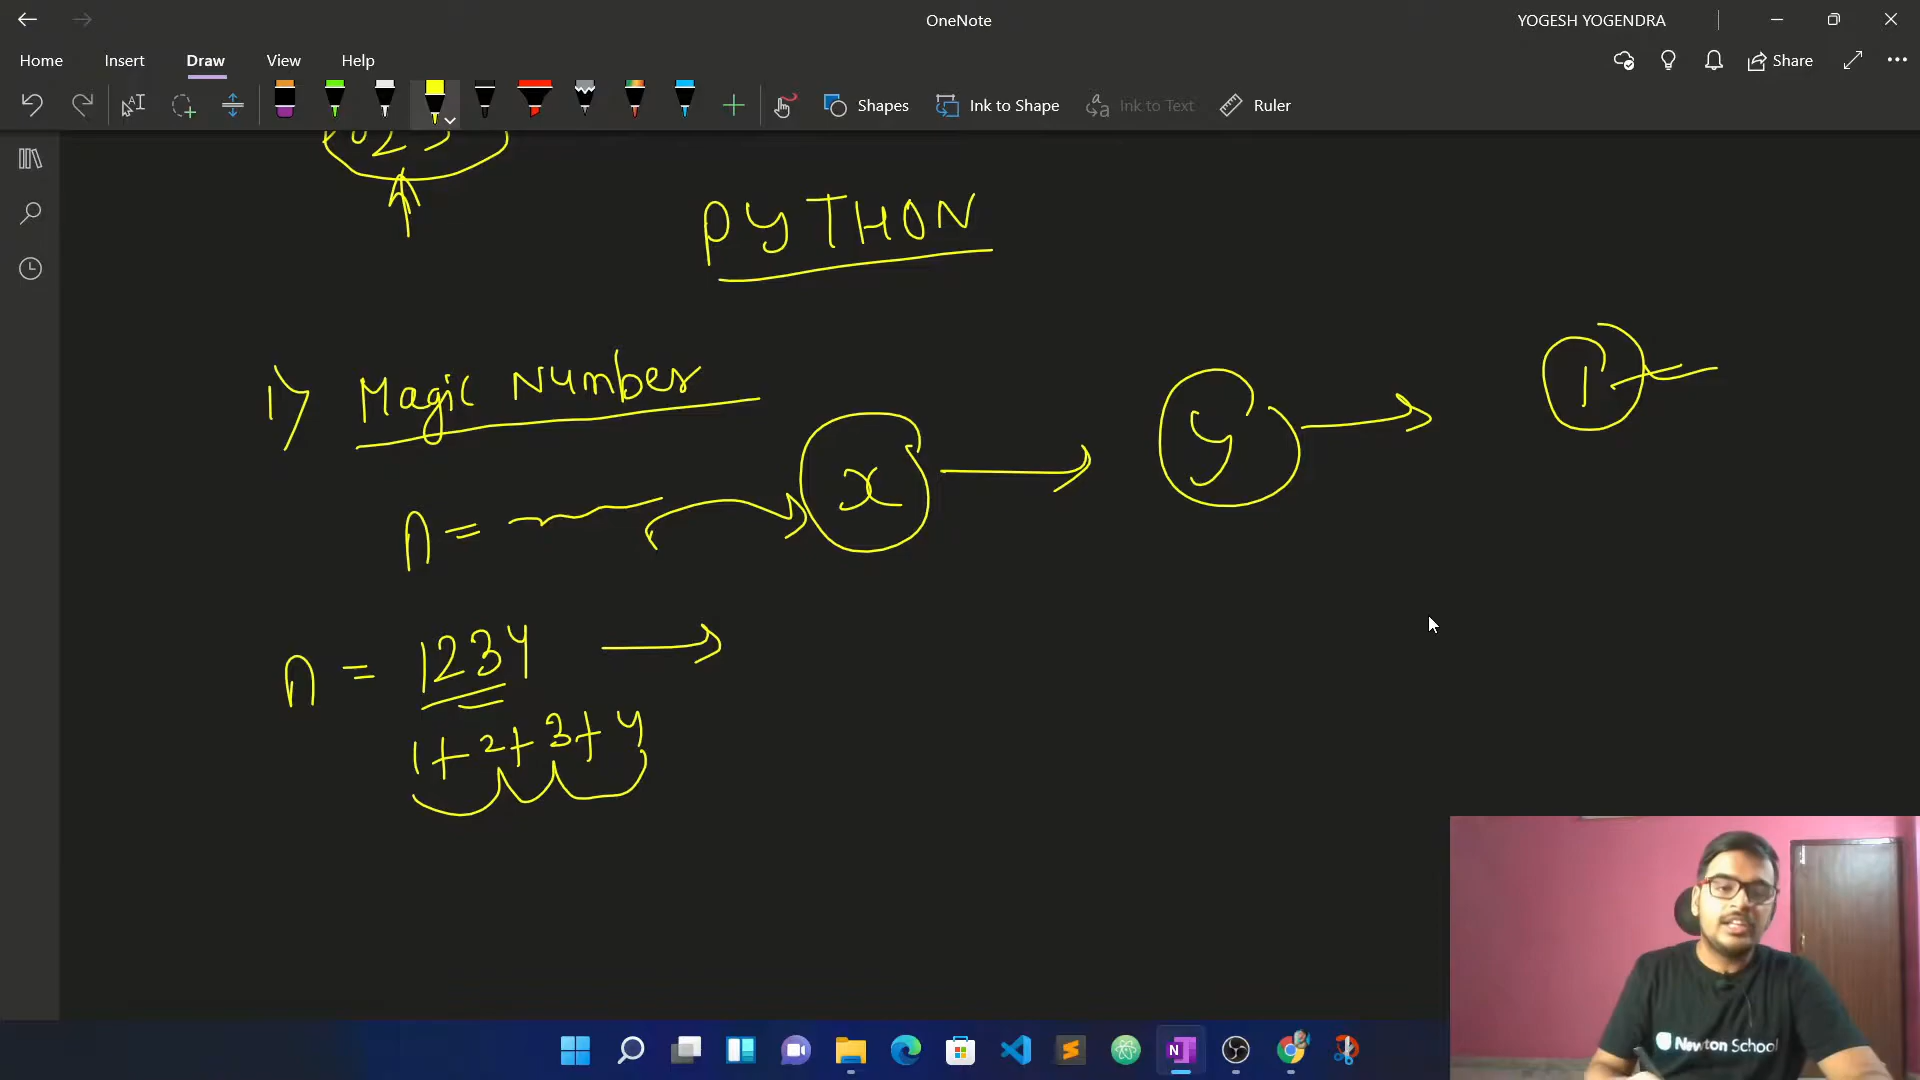 OneNote
YOGESH YOGENDRA
Home Insert Draw View Help
Share
Shapes Ink to Shape Ink to Text Ruler
PYTHON
1) Magic Number
n =
x
y
1
n = 1234
1+2+3+4
Newton School